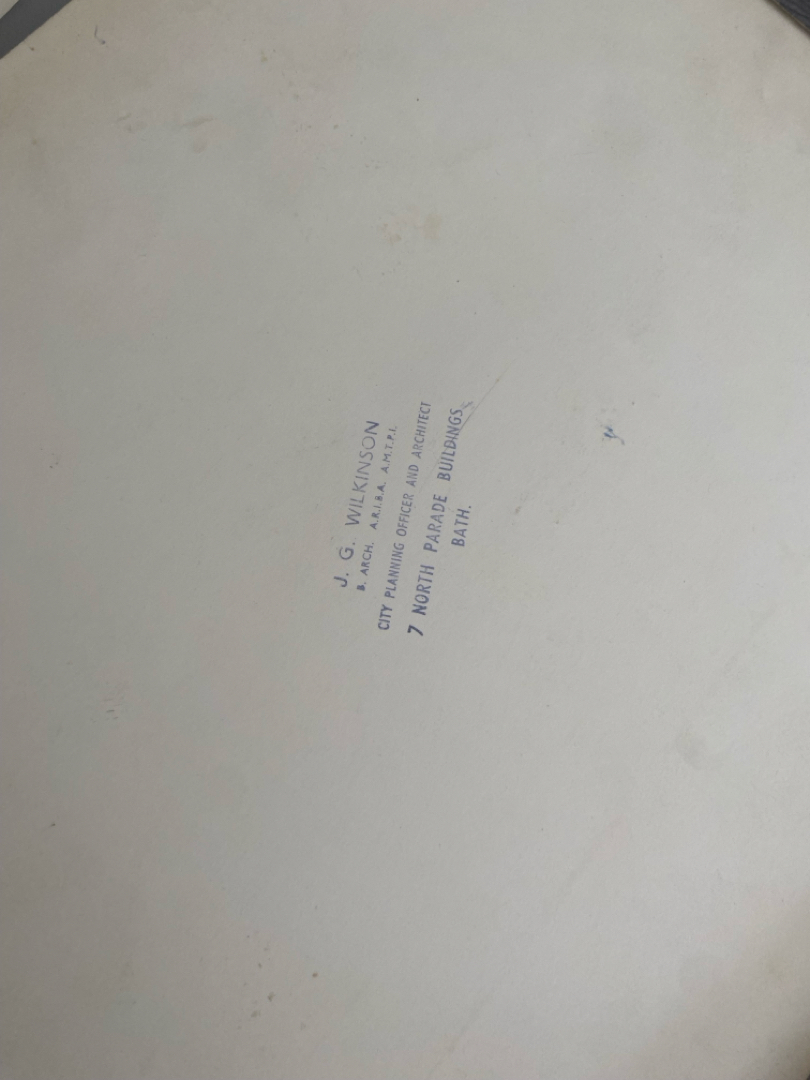 J. G. WILKINSON
B. ARCH. A.R.I.B.A. A.M.T.P.I.
CITY PLANNING OFFICER AND ARCHITECT
7 NORTH PARADE BUILDINGS,
BATH.